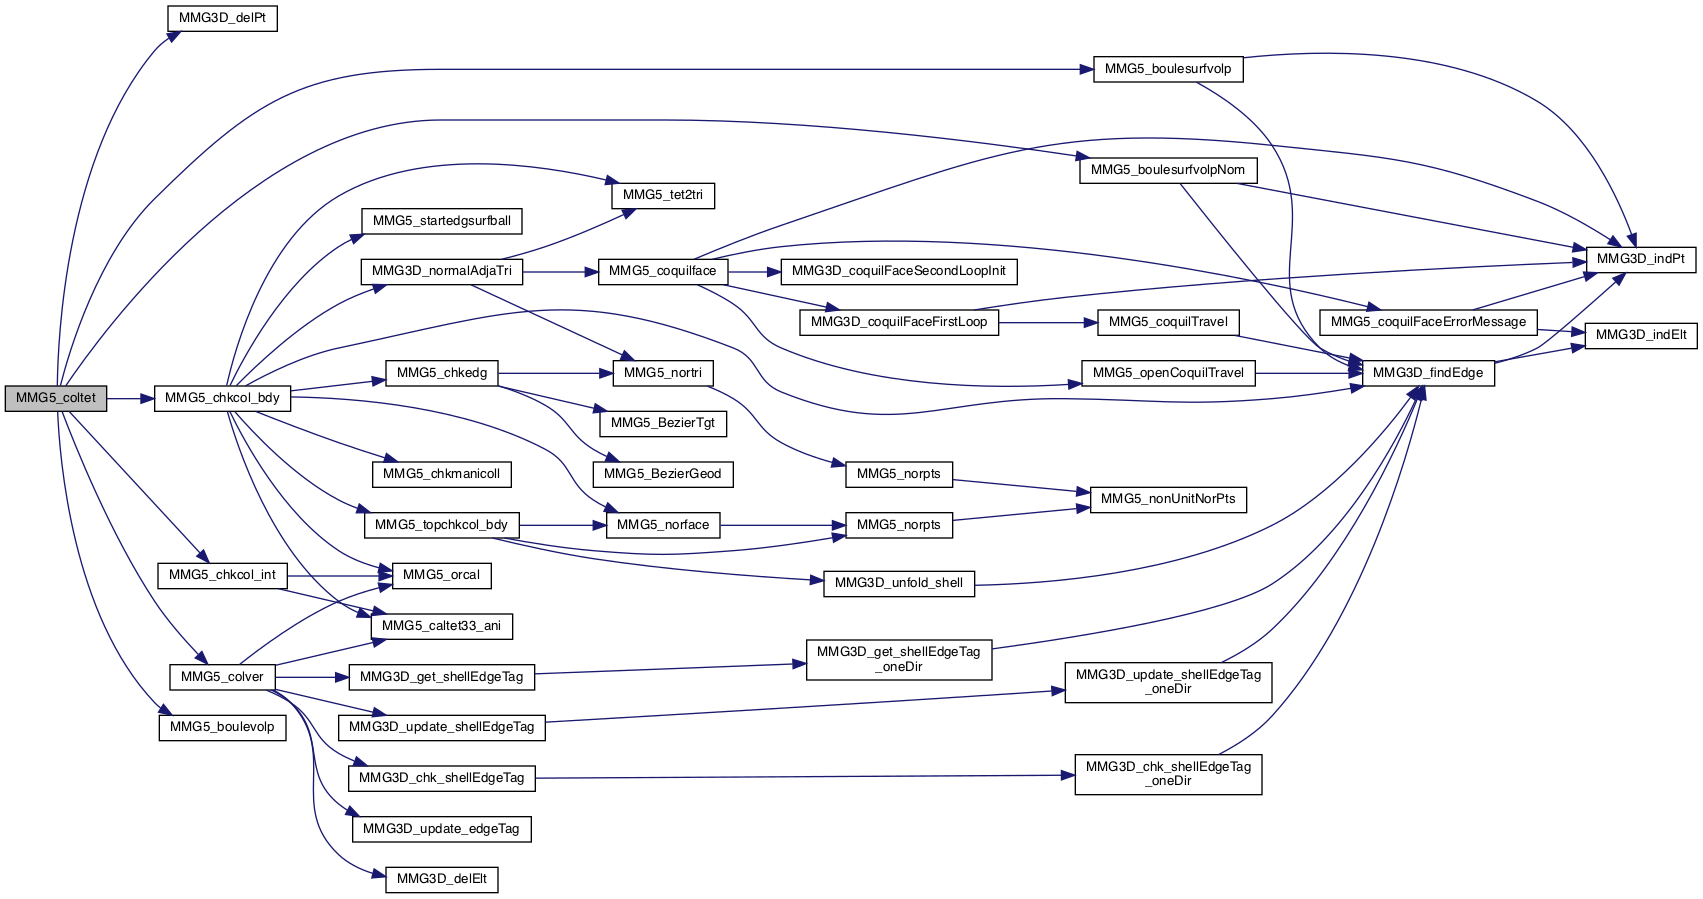 MMG3D_delPt
MMG5_boulesurfvolp
MMG5_boulesurfvolpNom
MMG5_tet2tri
MMG5_startedgsurfball
MMG3D_indPt
MMG3D_normalAdjaTri
MMG5_coquilface
MMG3D_coquilFaceSecondLoopInit
MMG3D_coquilFaceFirstLoop
MMG5_coquilTravel
MMG5_coquilFaceErrorMessage
MMG3D_indElt
MMG5_chkedg
MMG5_nortri
MMG5_openCoquilTravel
MMG3D_findEdge
MMG5_coltet
MMG5_chkcol_bdy
MMG5_BezierTgt
MMG5_chkmanicoll
MMG5_BezierGeod
MMG5_norpts
MMG5_nonUnitNorPts
MMG5_topchkcol_bdy
MMG5_norface
MMG5_norpts
MMG5_chkcol_int
MMG5_orcal
MMG3D_unfold_shell
MMG5_caltet33_ani
MMG5_colver
MMG3D_get_shellEdgeTag
MMG3D_get_shellEdgeTag
_oneDir
MMG3D_update_shellEdgeTag
_oneDir
MMG5_boulevolp
MMG3D_update_shellEdgeTag
MMG3D_chk_shellEdgeTag
MMG3D_chk_shellEdgeTag
_oneDir
MMG3D_update_edgeTag
MMG3D_delElt